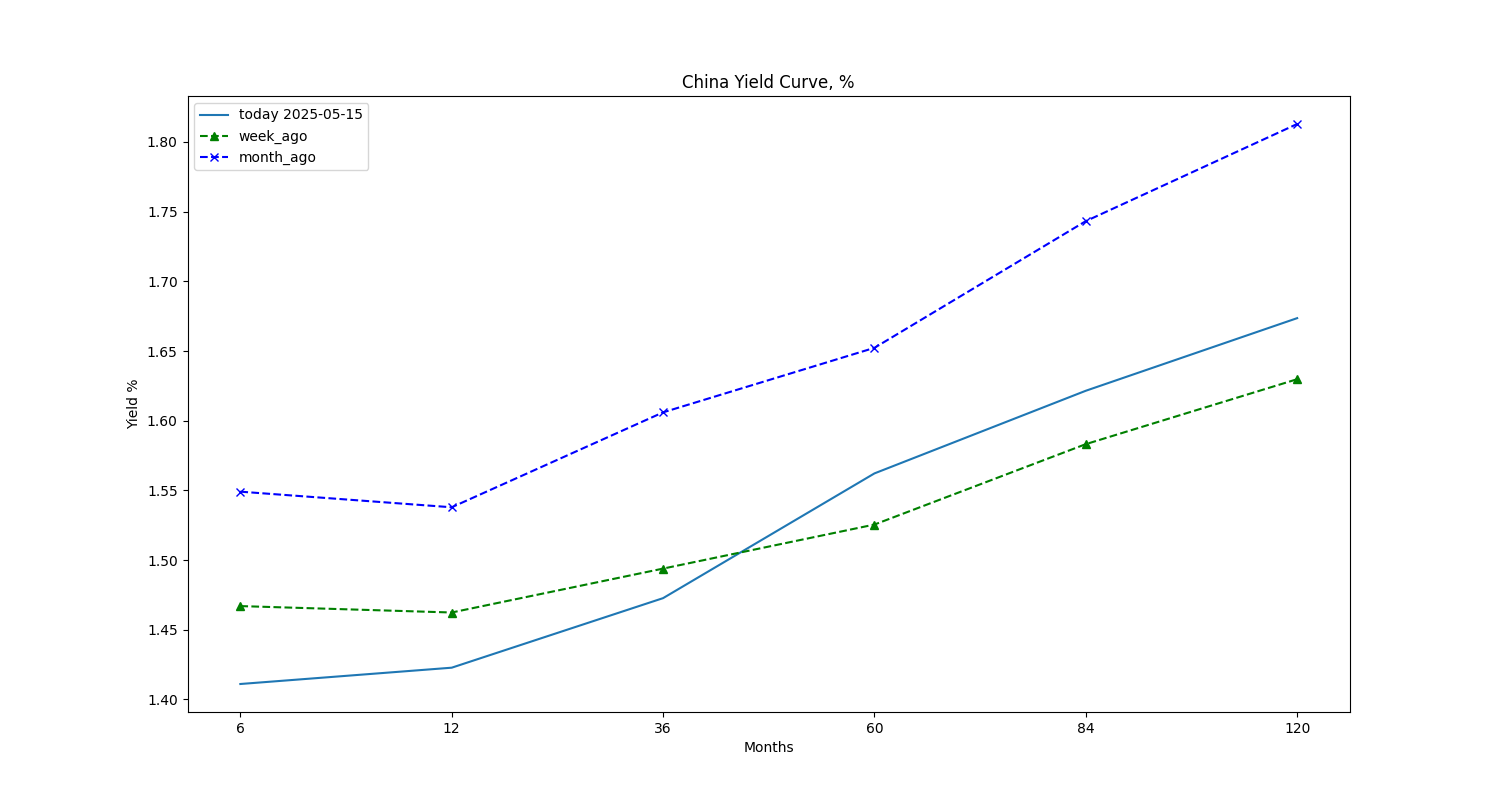 China Yield Curve, %
today 2025-05-15
week_ago
month_ago
1.80
1.75
1.70
1.65
1.60
1.55
1.50
1.45
1.40
Yield %
6 12 36 60 84 120
Months